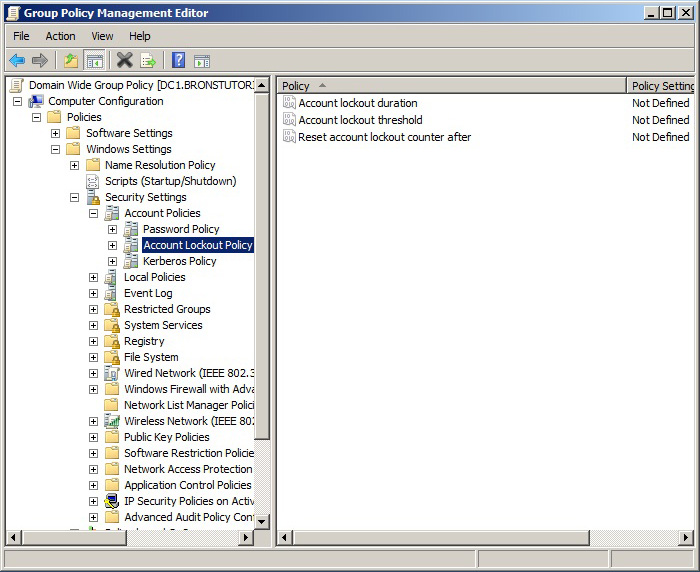 Group Policy Management Editor
File Action View Help
Domain Wide Group Policy [DC1.BRONSTUTORI
Computer Configuration
Policies
Software Settings
Windows Settings
Name Resolution Policy
Scripts (Startup/Shutdown)
Security Settings
Account Policies
Password Policy
Account Lockout Policy
Kerberos Policy
Local Policies
Event Log
Restricted Groups
System Services
Registry
File System
Wired Network (IEEE 802.3
Windows Firewall with Adva
Network List Manager Polici
Wireless Network (IEEE 802
Public Key Policies
Software Restriction Policie
Network Access Protection
Application Control Policies
IP Security Policies on Activ
Advanced Audit Policy Conf
Policy Policy Setting
Account lockout duration Not Defined
Account lockout threshold Not Defined
Reset account lockout counter after Not Defined